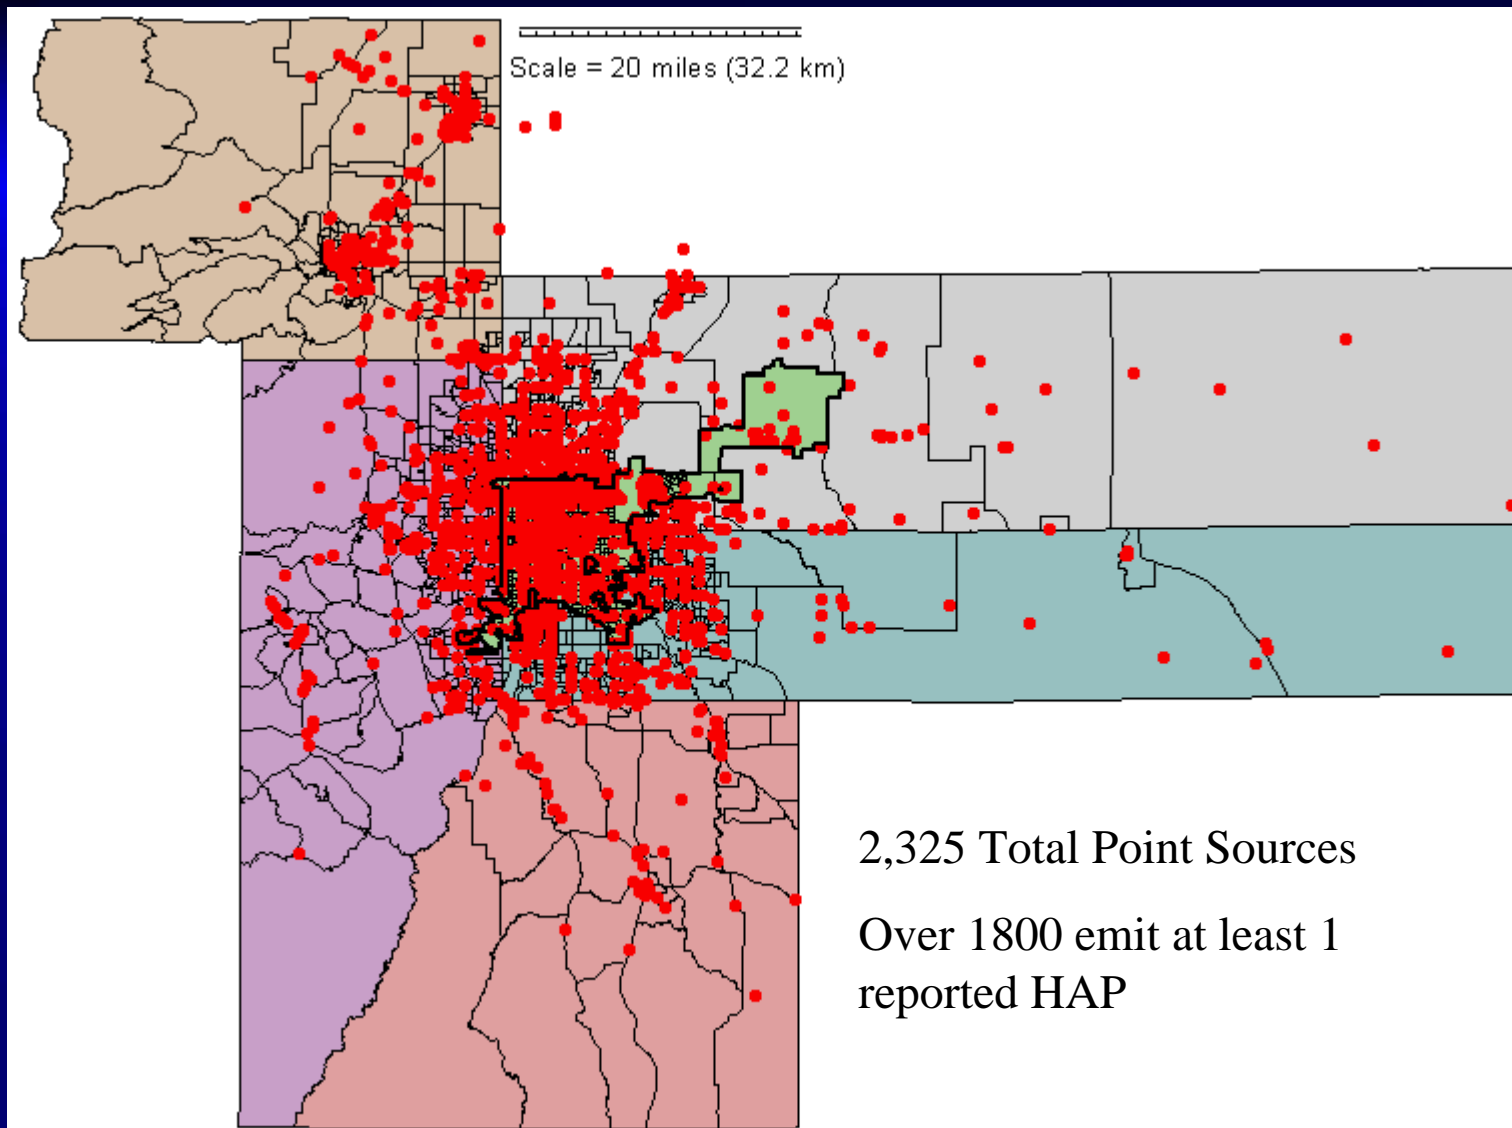 Scale = 20 miles (32.2 km)
2,325 Total Point Sources
Over 1800 emit at least 1
reported HAP